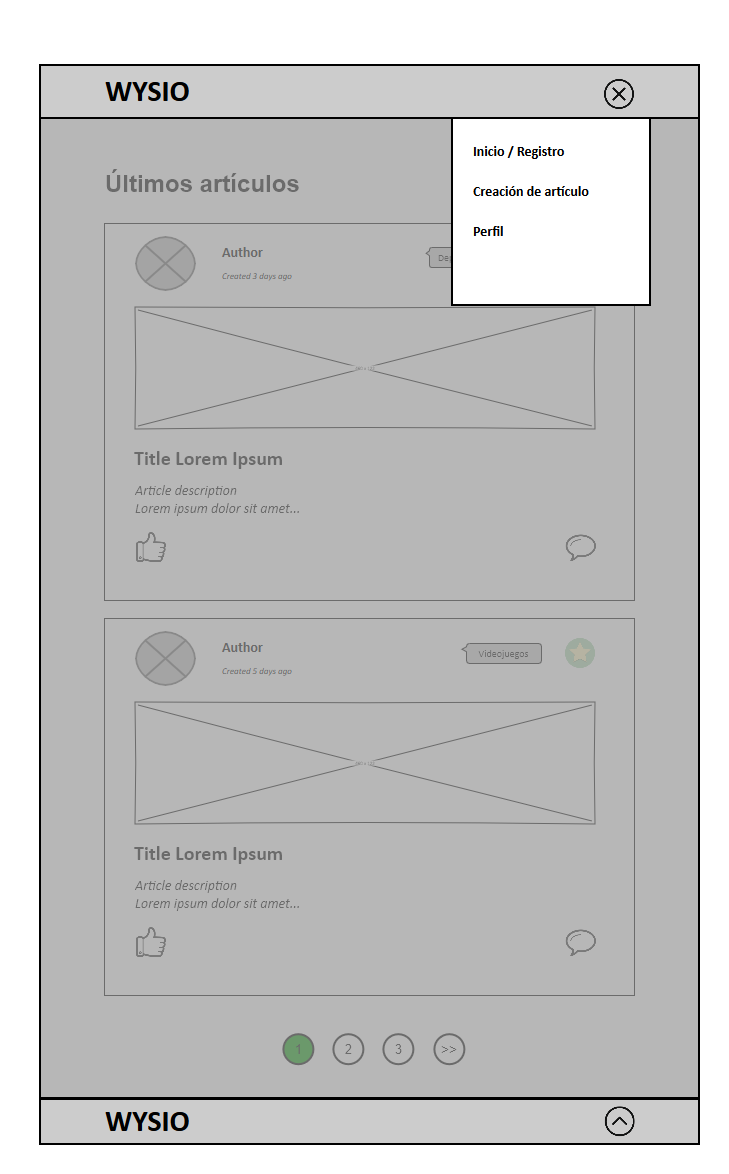 WYSIO
Inicio / Registro
Creación de artículo
Perfil
Últimos artículos
Author
Created 3 days ago
Title Lorem Ipsum
Article description
Lorem ipsum dolor sit amet...
Author
Created 5 days ago
Videojuegos
Title Lorem Ipsum
Article description
Lorem ipsum dolor sit amet...
1 2 3 >>
WYSIO